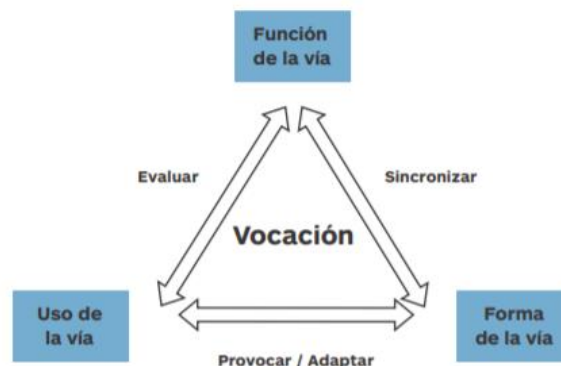 Función
de la vía
Evaluar
Sincronizar
Vocación
Uso de
la vía
Forma
de la vía
Provocar / Adaptar